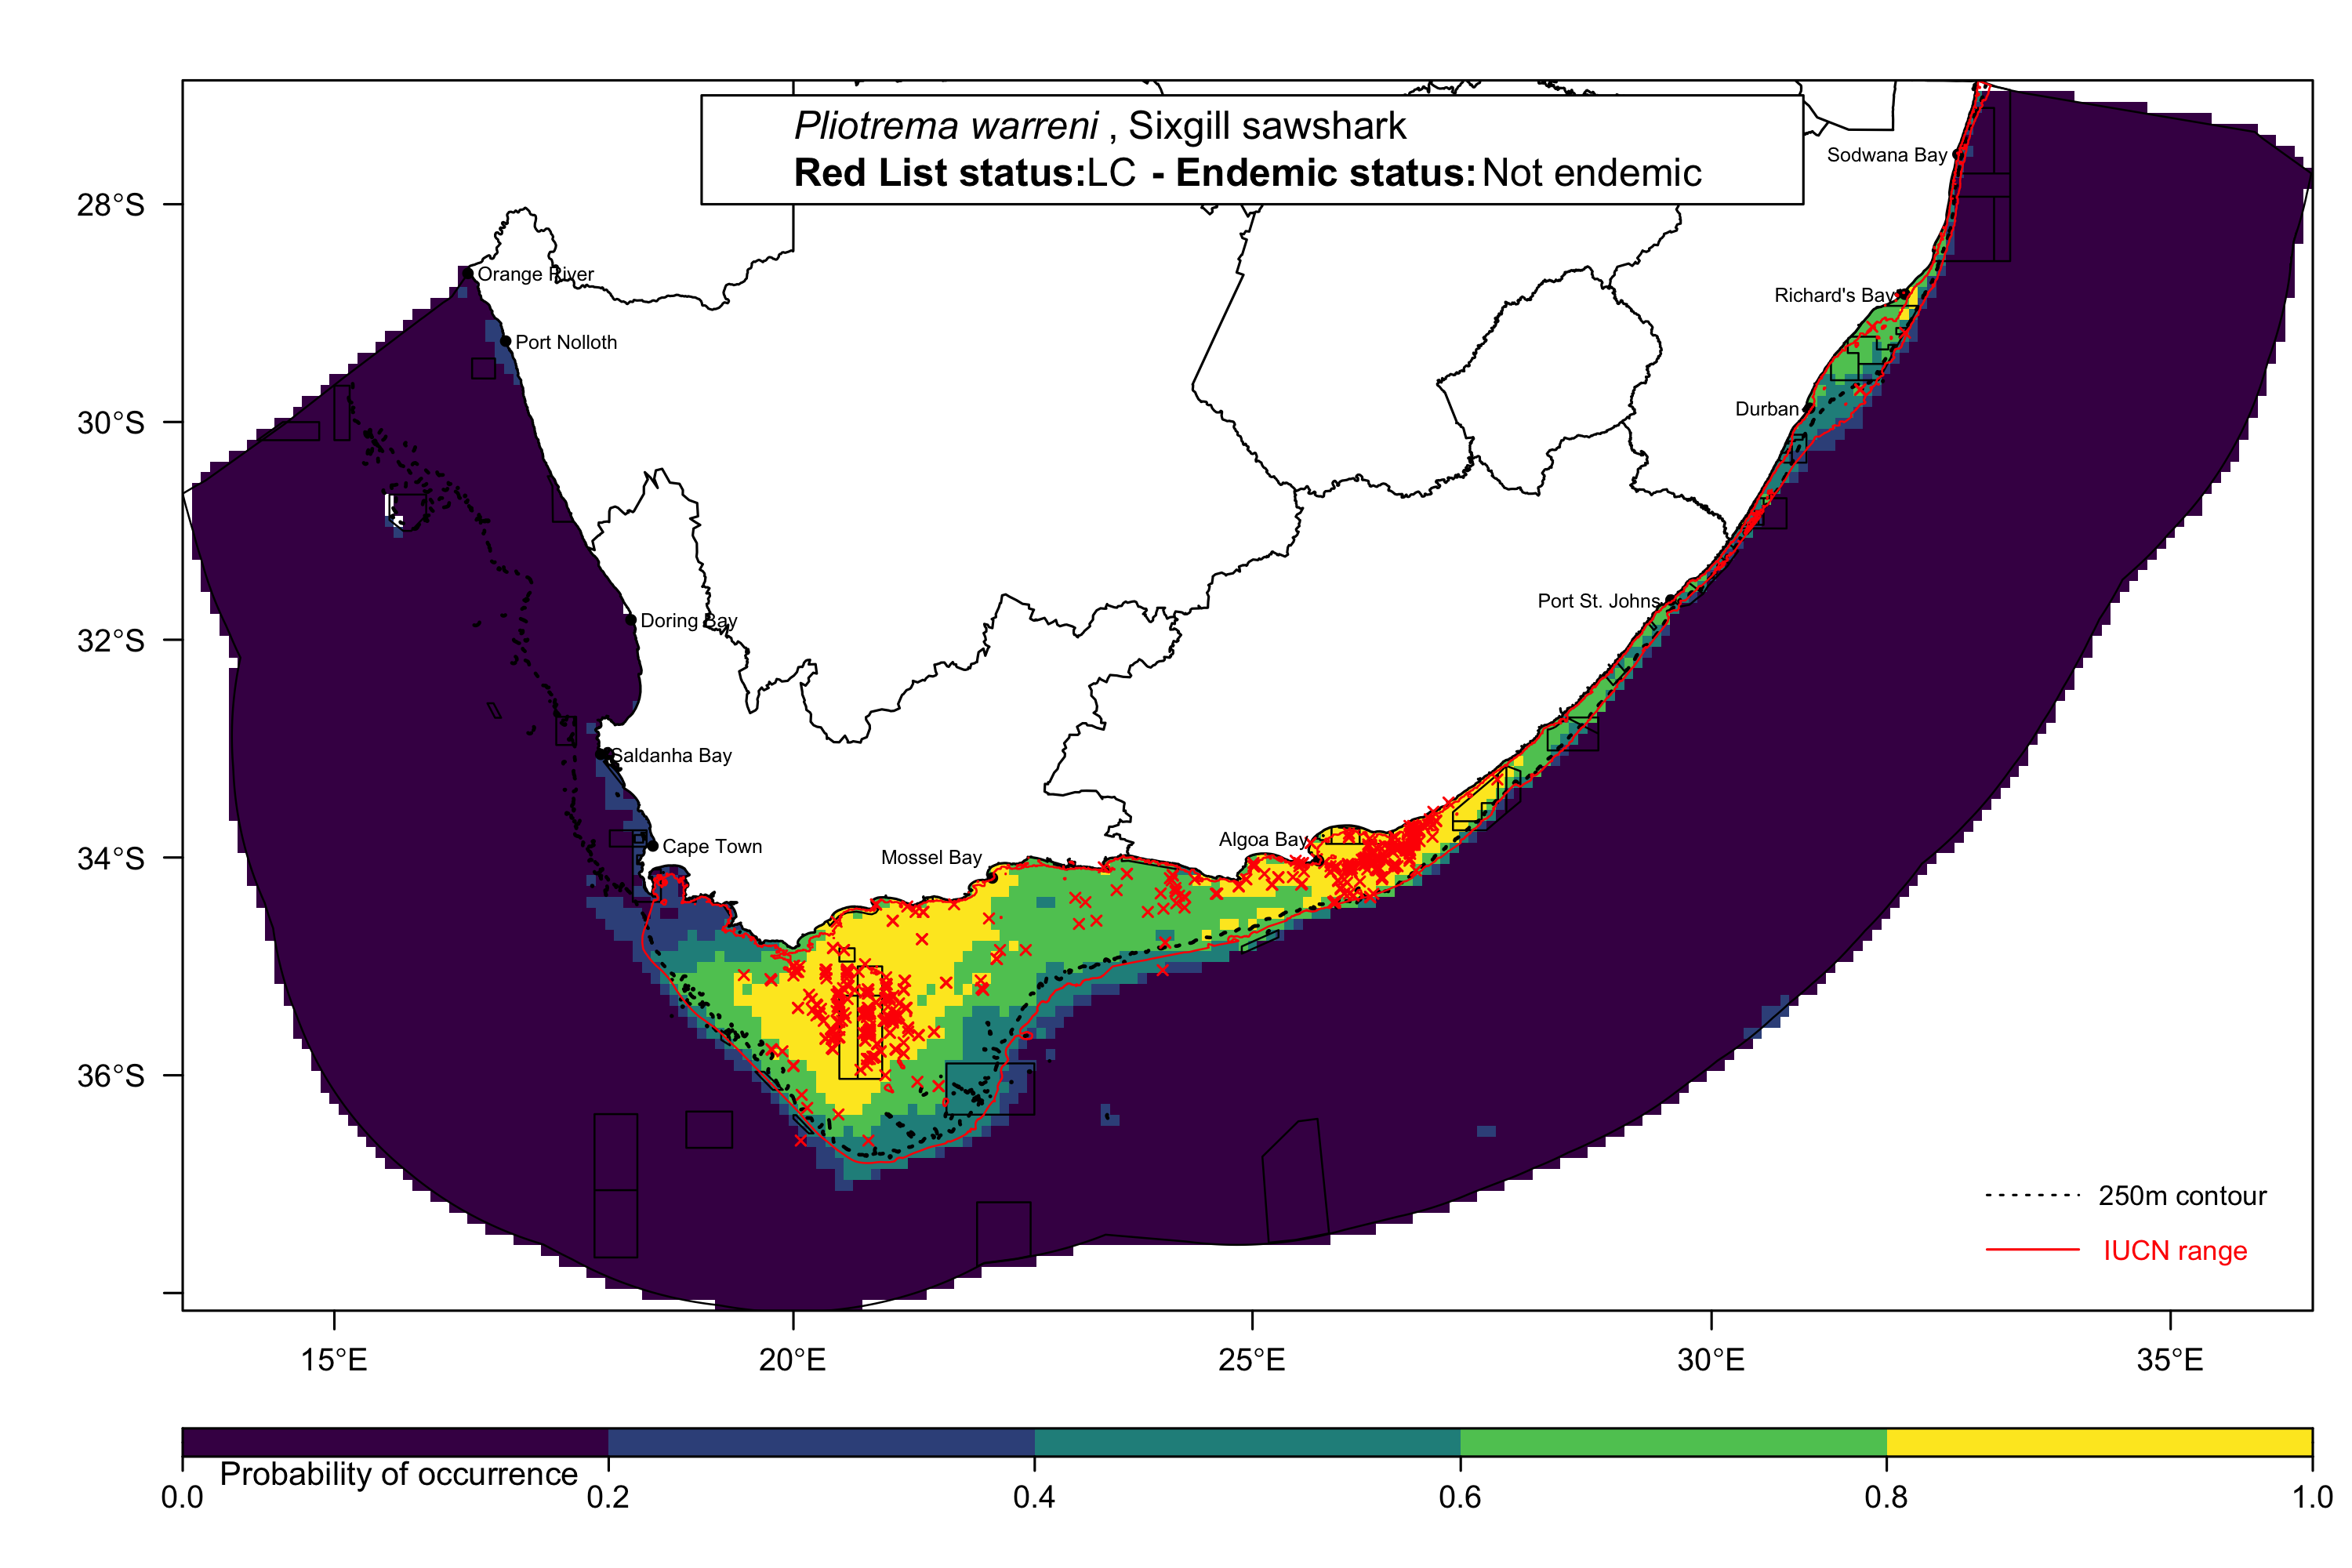 Pliotrema warreni , Sixgill sawshark
Red List status:LC - Endemic status:Not endemic
Sodwana Bay
28°S
Orange River
Richard's Bay
Port Nolloth
Durban
30°S
Port St. Johns
Doring Bay
32°S
Saldanha Bay
Algoa Bay
Cape Town
Mossel Bay
34°S
36°S
250m contour
IUCN range
15°E 20°E 25°E 30°E 35°E
Probability of occurrence
0.0 0.2 0.4 0.6 0.8 1.0